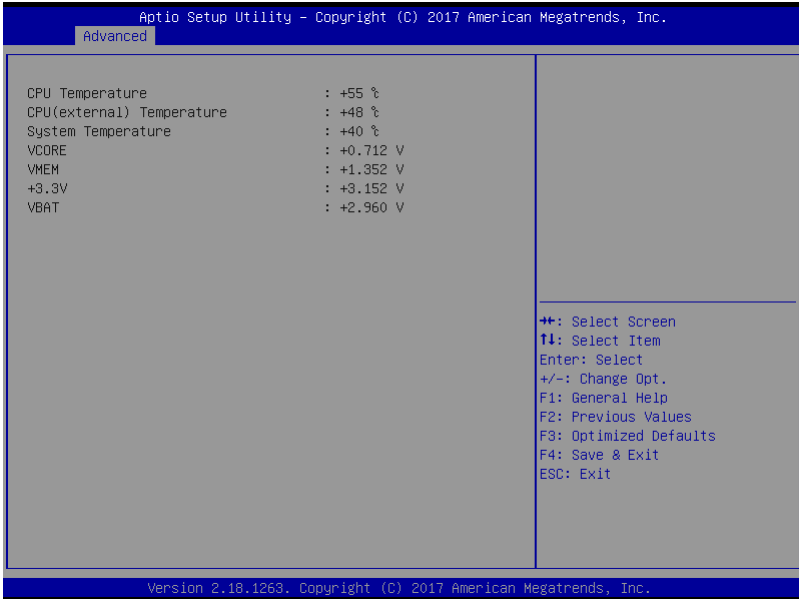 Aptio Setup Utility – Copyright (C) 2017 American Megatrends, Inc.
Advanced
CPU Temperature : +55 ℃
CPU(external) Temperature : +48 ℃
System Temperature : +40 ℃
VCORE : +0.712 V
VMEM : +1.352 V
+3.3V : +3.152 V
VBAT : +2.960 V
→←: Select Screen
↑↓: Select Item
Enter: Select
+/-: Change Opt.
F1: General Help
F2: Previous Values
F3: Optimized Defaults
F4: Save & Exit
ESC: Exit
Version 2.18.1263. Copyright (C) 2017 American Megatrends, Inc.